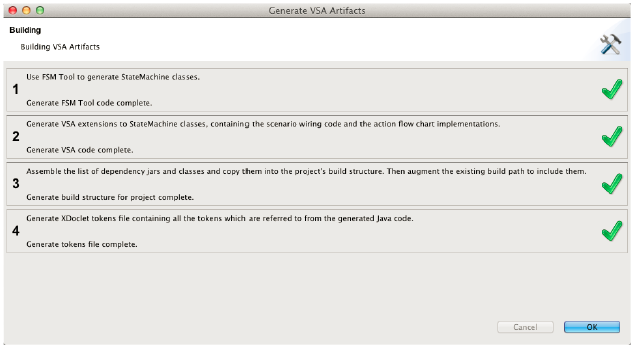 Generate VSA Artifacts
Building
Building VSA Artifacts
1
Use FSM Tool to generate StateMachine classes.
Generate FSM Tool code complete.
2
Generate VSA extensions to StateMachine classes, containing the scenario wiring code and the action flow chart implementations.
Generate VSA code complete.
3
Assemble the list of dependency jars and classes and copy them into the project's build structure. Then augment the existing build path to include them.
Generate build structure for project complete.
4
Generate XDoclet tokens file containing all the tokens which are referred to from the generated Java code.
Generate tokens file complete.
Cancel
OK